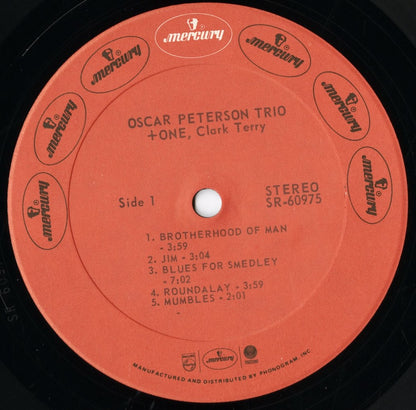 mercury
mercury
mercury
mercury
mercury
mercury
mercury
OSCAR PETERSON TRIO
+ONE, Clark Terry
Side 1
STEREO
SR-60975
1. BROTHERHOOD OF MAN
- 3:59
2. JIM - 3:04
3. BLUES FOR SMEDLEY
- 7:02
4. ROUNDALAY - 3:59
5. MUMBLES - 2:01
-
mercury
MANUFACTURED AND DISTRIBUTED BY PHONOGRAM, INC.